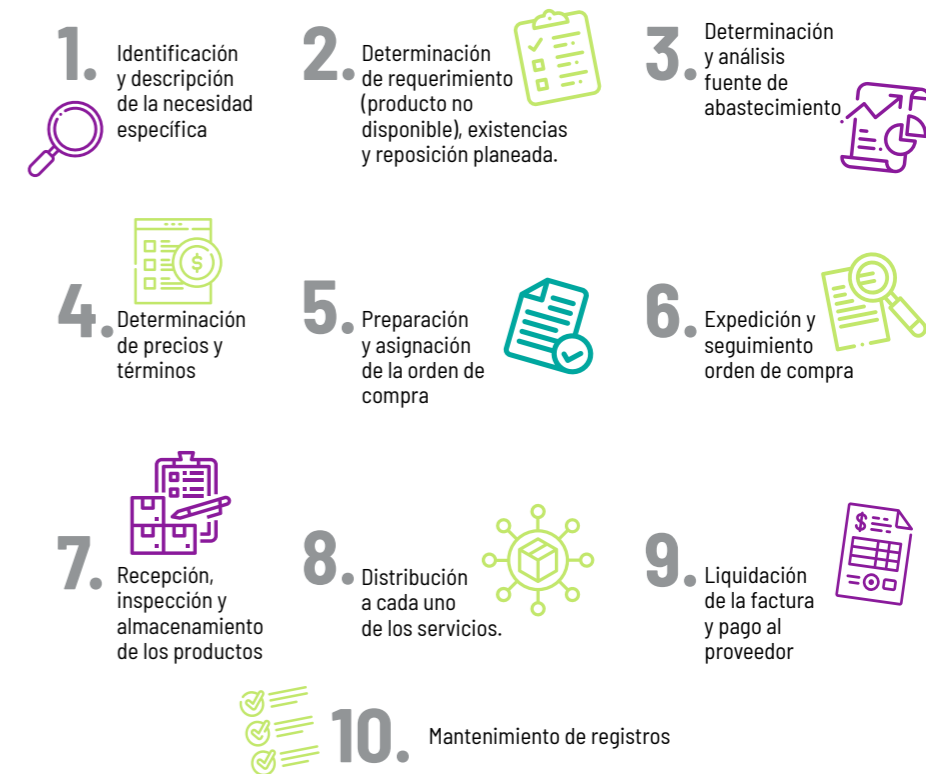 1.
Identificación
y descripción
de la necesidad
específica
2.
Determinación
de requerimiento
(producto no
disponible), existencias
y reposición planeada.
3.
Determinación
y análisis
fuente de
abastecimiento
$
4.
Determinación
de precios y
términos
5.
Preparación
y asignación
de la orden de
compra
6.
Expedición y
seguimiento
orden de compra
7.
Recepción,
inspección y
almacenamiento
de los productos
8.
Distribución
a cada uno
de los servicios.
$
9.
Liquidación
de la factura
y pago al
proveedor
10.
Mantenimiento de registros